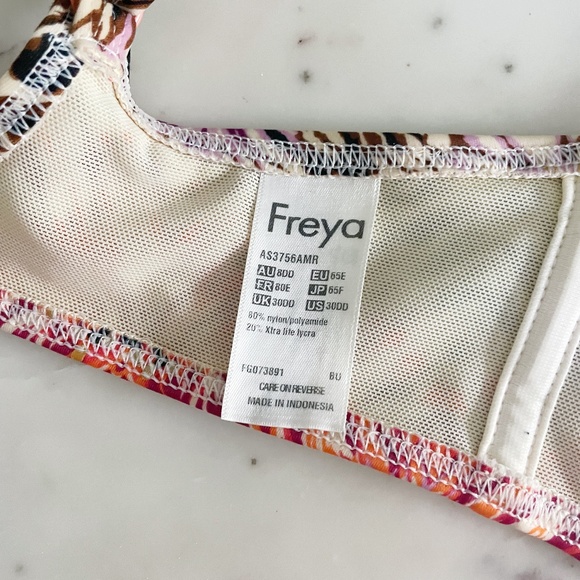 Freya
AS3756AMR
AU 8DD EU 65E
FR 80E JP 65F
UK 30DD US 30DD
80% nylon/polyamide
20% Xtra life lycra
FG073891 BU
CARE ON REVERSE
MADE IN INDONESIA